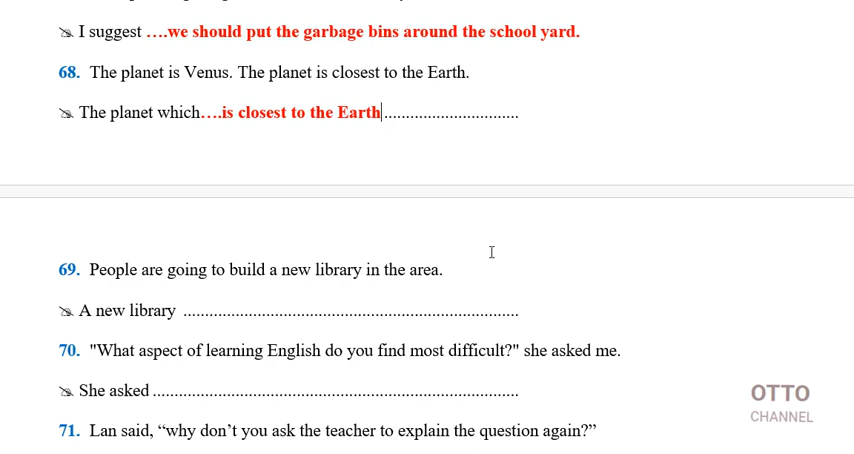 I suggest ….we should put the garbage bins around the school yard.
68. The planet is Venus. The planet is closest to the Earth.
The planet which….is closest to the Earth...............................
69. People are going to build a new library in the area.
A new library .............................................................................
70. "What aspect of learning English do you find most difficult?" she asked me.
She asked....................................................................................
71. Lan said, “why don’t you ask the teacher to explain the question again?”
OTTO
CHANNEL